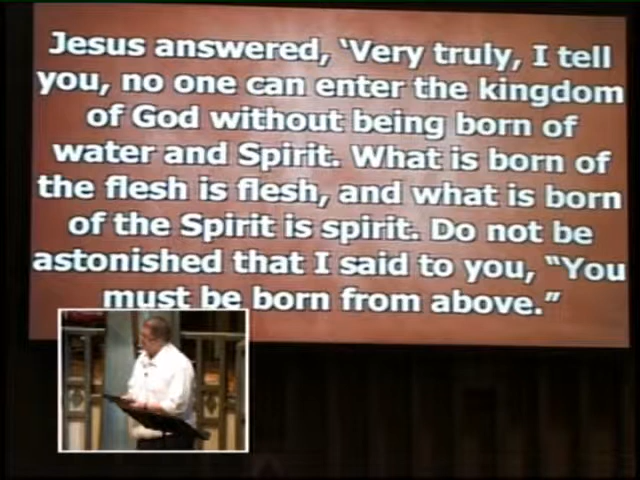 Jesus answered, ‘Very truly, I tell
you, no one can enter the kingdom
of God without being born of
water and Spirit. What is born of
the flesh is flesh, and what is born
of the Spirit is spirit. Do not be
astonished that I said to you, “You
must be born from above.”